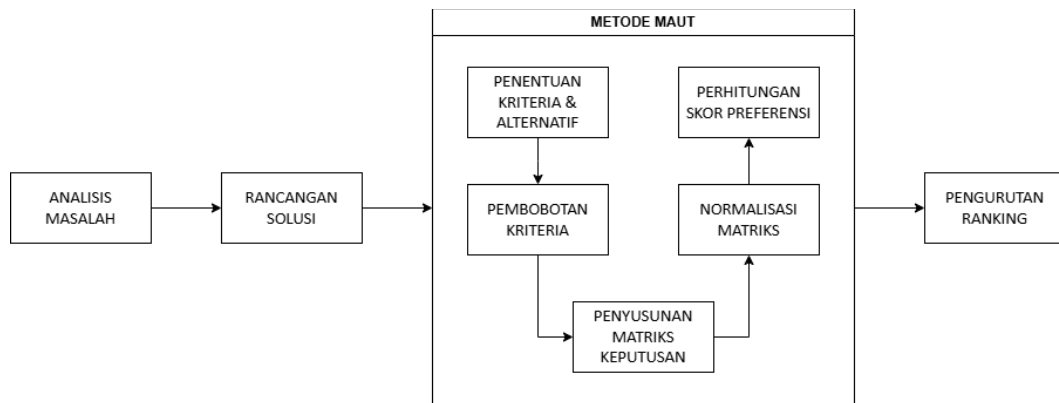 METODE MAUT
PENENTUAN
KRITERIA &
ALTERNATIF
PERHITUNGAN
SKOR PREFERENSI
ANALISIS
MASALAH
RANCANGAN
SOLUSI
PEMBOBOTAN
KRITERIA
NORMALISASI
MATRIKS
PENGURUTAN
RANKING
PENYUSUNAN
MATRIKS
KEPUTUSAN